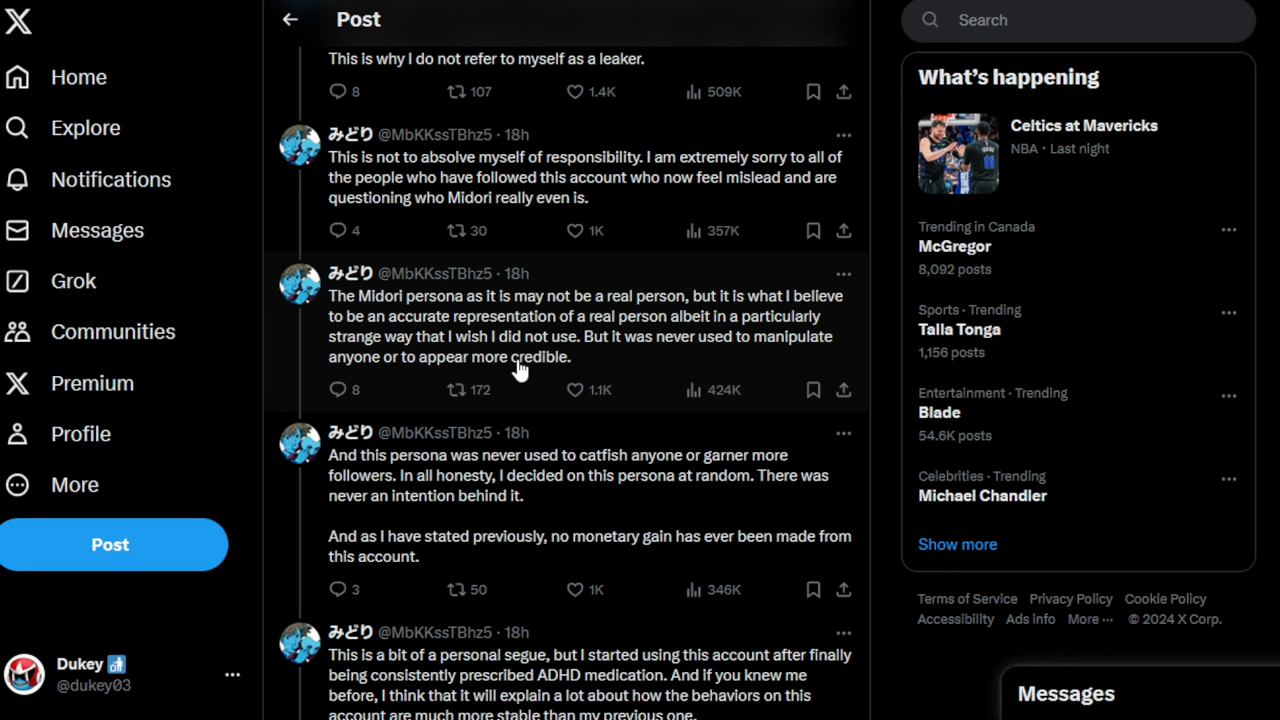 Home
Explore
Notifications
Messages
Grok
Communities
Premium
Profile
More
Post
Dukey
@dukey03
Post
This is why I do not refer to myself as a leaker.
8 107 1.4K 509K
みどり @MbKKssTBhz5 · 18h
This is not to absolve myself of responsibility. I am extremely sorry to all of
the people who have followed this account who now feel mislead and are
questioning who Midori really even is.
4 30 1K 357K
みどり @MbKKssTBhz5 · 18h
The Midori persona as it is may not be a real person, but it is what I believe
to be an accurate representation of a real person albeit in a particularly
strange way that I wish I did not use. But it was never used to manipulate
anyone or to appear more credible.
8 172 1.1K 424K
みどり @MbKKssTBhz5 · 18h
And this persona was never used to catfish anyone or garner more
followers. In all honesty, I decided on this persona at random. There was
never an intention behind it.
And as I have stated previously, no monetary gain has ever been made from
this account.
3 50 1K 346K
みどり @MbKKssTBhz5 · 18h
This is a bit of a personal segue, but I started using this account after finally
being consistently prescribed ADHD medication. And if you knew me
before, I think that it will explain a lot about how the behaviors on this
account are much more stable than my previous one.
Search
What's happening
Celtics at Mavericks
NBA · Last night
Trending in Canada
McGregor
8,092 posts
Sports · Trending
Talla Tonga
1,156 posts
Entertainment · Trending
Blade
54.6K posts
Celebrities · Trending
Michael Chandler
Show more
Terms of Service Privacy Policy Cookie Policy
Accessibility Ads info More ··· © 2024 X Corp.
Messages